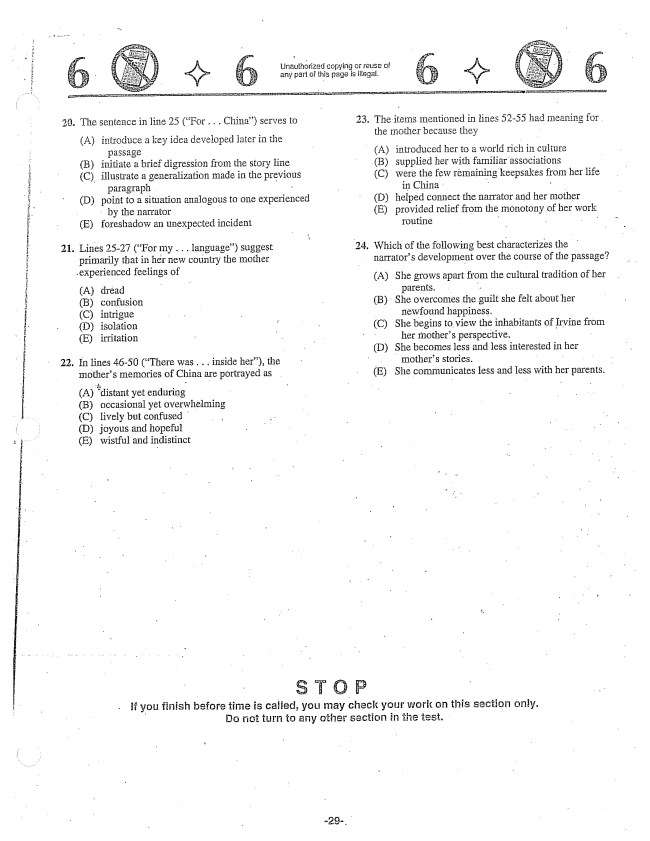 6 6 Unauthorized copying or reuse of
any part of this page is illegal. 6 6
20. The sentence in line 25 ("For . . . China") serves to
(A) introduce a key idea developed later in the
passage
(B) initiate a brief digression from the story line
(C) illustrate a generalization made in the previous
paragraph
(D) point to a situation analogous to one experienced
by the narrator
(E) foreshadow an unexpected incident
21. Lines 25-27 ("For my . . . language") suggest
primarily that in her new country the mother
experienced feelings of
(A) dread
(B) confusion
(C) intrigue
(D) isolation
(E) irritation
22. In lines 46-50 ("There was . . . inside her"), the
mother's memories of China are portrayed as
(A) distant yet enduring
(B) occasional yet overwhelming
(C) lively but confused
(D) joyous and hopeful
(E) wistful and indistinct
23. The items mentioned in lines 52-55 had meaning for
the mother because they
(A) introduced her to a world rich in culture
(B) supplied her with familiar associations
(C) were the few remaining keepsakes from her life
in China
(D) helped connect the narrator and her mother
(E) provided relief from the monotony of her work
routine
24. Which of the following best characterizes the
narrator's development over the course of the passage?
(A) She grows apart from the cultural tradition of her
parents.
(B) She overcomes the guilt she felt about her
newfound happiness.
(C) She begins to view the inhabitants of Irvine from
her mother's perspective.
(D) She becomes less and less interested in her
mother's stories.
(E) She communicates less and less with her parents.
STOP
If you finish before time is called, you may check your work on this section only.
Do not turn to any other section in the test.
-29-